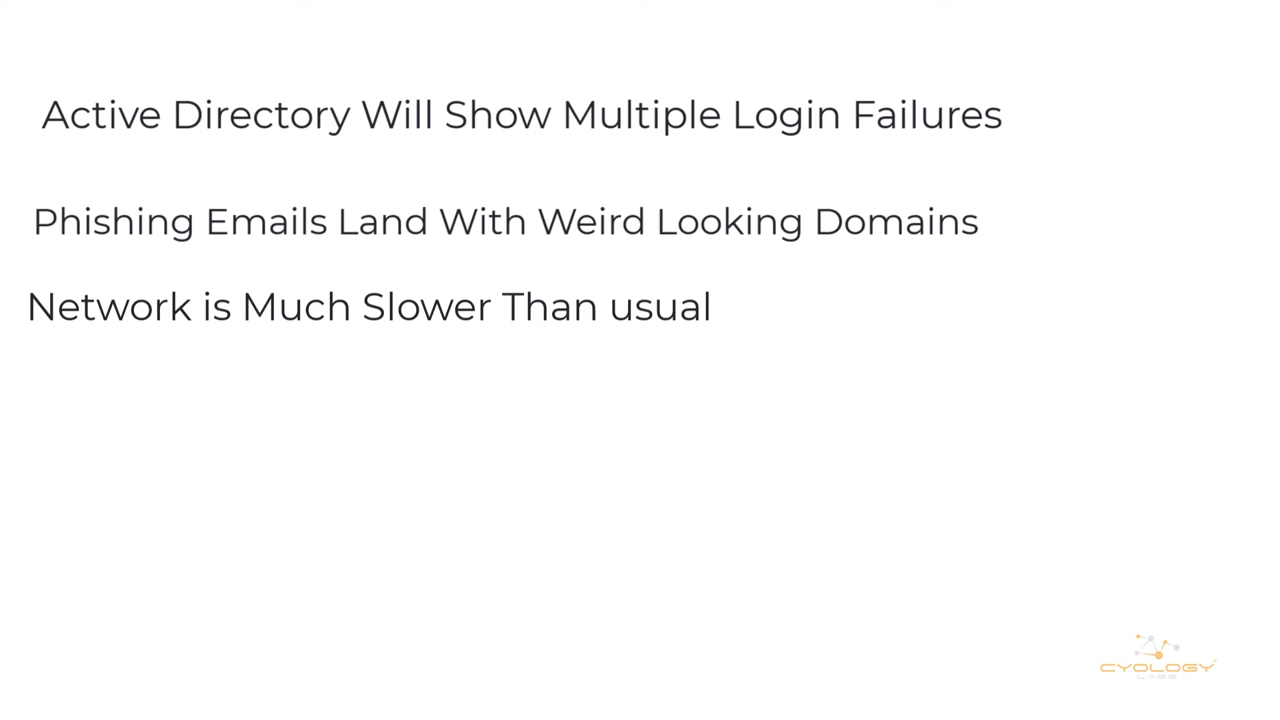 Active Directory Will Show Multiple Login Failures
Phishing Emails Land With Weird Looking Domains
Network is Much Slower Than usual
CYOLOGY
LABS